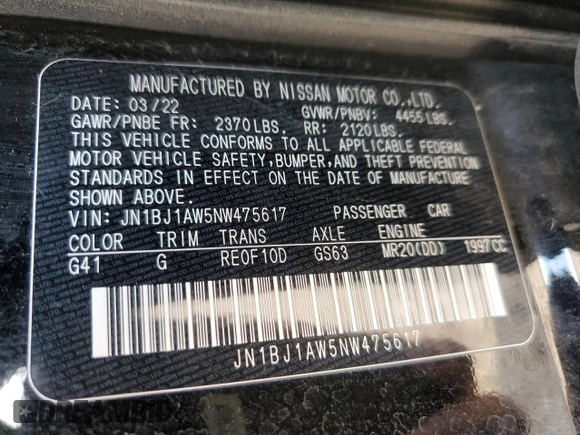 MANUFACTURED BY NISSAN MOTOR CO.,LTD.
DATE: 03/22 GVWR/PNBV: 4455 LBS.
GAWR/PNBE FR: 2370 LBS. RR: 2120 LBS.
THIS VEHICLE CONFORMS TO ALL APPLICABLE FEDERAL
MOTOR VEHICLE SAFETY, BUMPER, AND THEFT PREVENTION
STANDARDS IN EFFECT ON THE DATE OF MANUFACTURE
SHOWN ABOVE.
VIN: JN1BJ1AW5NW475617 PASSENGER CAR
COLOR TRIM TRANS AXLE ENGINE
G41 G RE0F10D GS63 MR20(DD) 1997CC
JN1BJ1AW5NW475617
DREAMBID